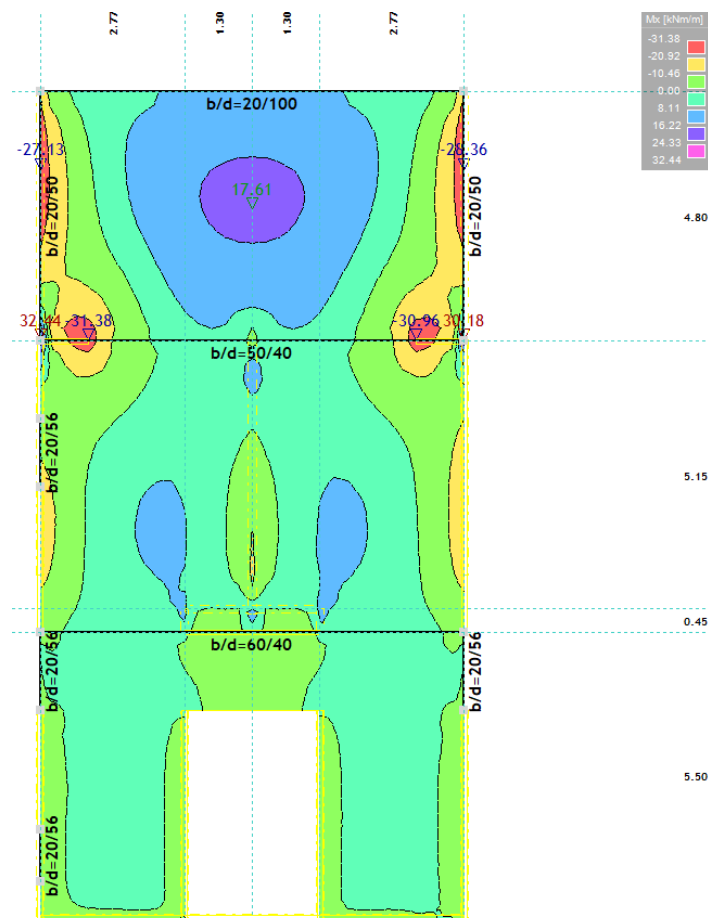 2.77
1.30
1.30
2.77
Mx [kNm/m]
-31.38
-20.92
-10.46
0.00
8.11
16.22
24.33
32.44
b/d=20/100
-28.36
17.61
b/d=20/50
b/d=20/50
4.80
32.44
-31.38
-30.96
30.18
b/d=50/40
b/d=20/56
5.15
0.45
b/d=60/40
b/d=20/56
b/d=20/56
5.50
b/d=20/56